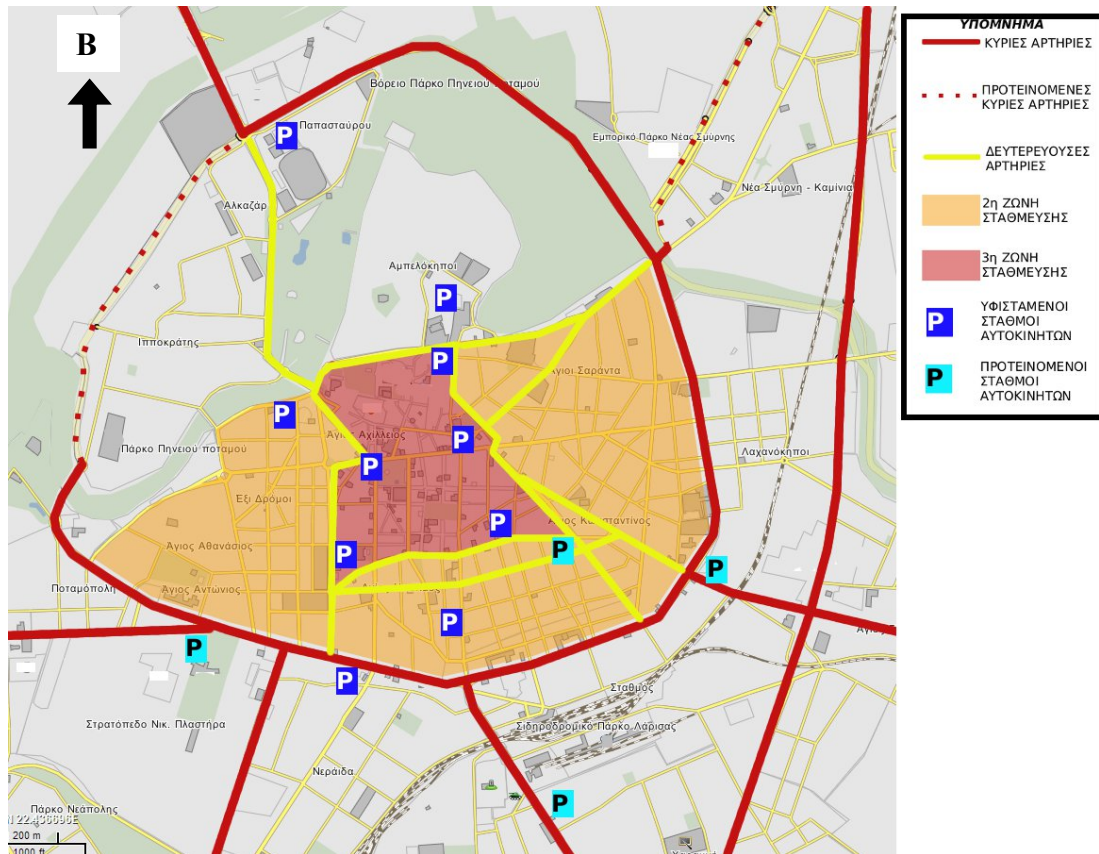 Β
ΥΠΟΜΝΗΜΑ
ΚΥΡΙΕΣ ΑΡΤΗΡΙΕΣ
ΠΡΟΤΕΙΝΟΜΕΝΕΣ
ΚΥΡΙΕΣ ΑΡΤΗΡΙΕΣ
ΔΕΥΤΕΡΕΥΟΥΣΕΣ
ΑΡΤΗΡΙΕΣ
2η ΖΩΝΗ
ΣΤΑΘΜΕΥΣΗΣ
3η ΖΩΝΗ
ΣΤΑΘΜΕΥΣΗΣ
P
ΥΦΙΣΤΑΜΕΝΟΙ
ΣΤΑΘΜΟΙ
ΑΥΤΟΚΙΝΗΤΩΝ
P
ΠΡΟΤΕΙΝΟΜΕΝΟΙ
ΣΤΑΘΜΟΙ
ΑΥΤΟΚΙΝΗΤΩΝ
Βόρειο Πάρκο Πηνειού Ποταμού
P
Παπασταύρου
Εμπορικό Πάρκο Νέας Σμύρνης
Νέα Σμύρνη - Καμίνια
Αλκαζάρ
Αμπελόκηποι
P
Ιπποκράτης
P
Άγιοι Σαράντα
P
Άγιος Αχίλλειος
P
Πάρκο Πηνειού ποταμού
Λαχανόκηποι
P
Έξι Δρόμοι
Άγιος Κωνσταντίνος
P
Άγιος Αθανάσιος
P
P
P
Ποταμόπολη
Άγιος Αντώνιος
P
P
P
Σταθμός
Στρατόπεδο Νικ. Πλαστήρα
Σιδηροδρομικό Πάρκο Λάρισας
Νεράιδα
P
Πάρκο Νεάπολης
22.436696E
200 m
1000 ft